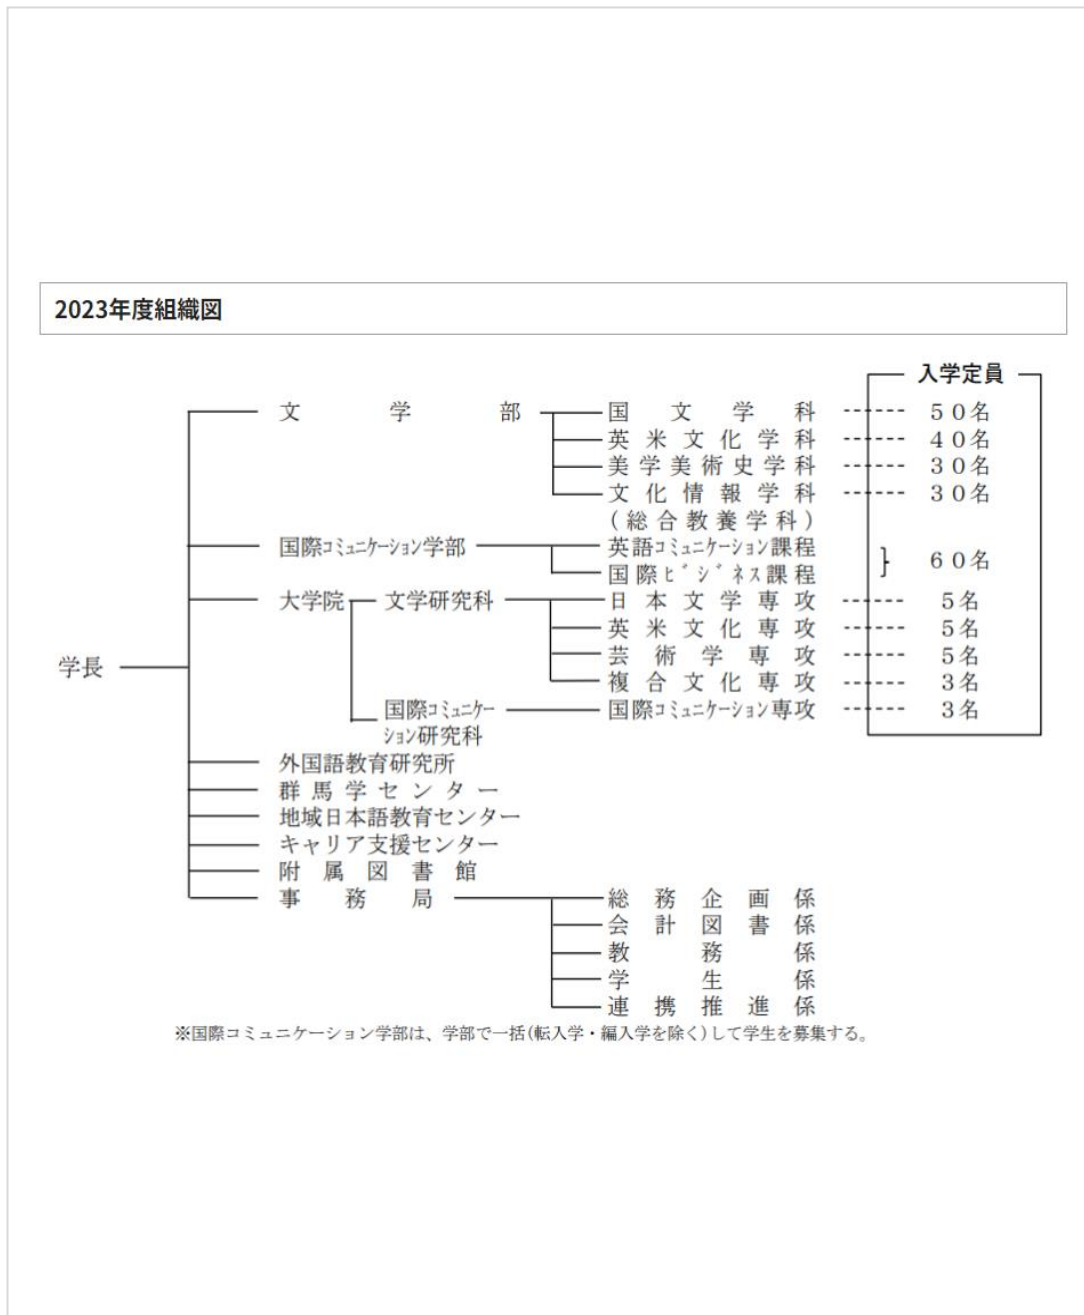 2023年度組織図
入学定員
文学部 国文学科 50名
英米文化学科 40名
美学美術史学科 30名
文化情報学科 30名
(総合教養学科)
国際コミュニケーション学部 英語コミュニケーション課程
国際ビジネス課程
} 60名
大学院 文学研究科 日本文学専攻 5名
英米文化専攻 5名
芸術学専攻 5名
学長
複合文化専攻 3名
国際コミュニケー 国際コミュニケーション専攻 3名
ション研究科
外国語教育研究所
群馬学センター
地域日本語教育センター
キャリア支援センター
附属図書館
事務局 総務企画係
会計図書係
教務係
学生係
連携推進係
※国際コミュニケーション学部は、学部で一括(転入学・編入学を除く)して学生を募集する。